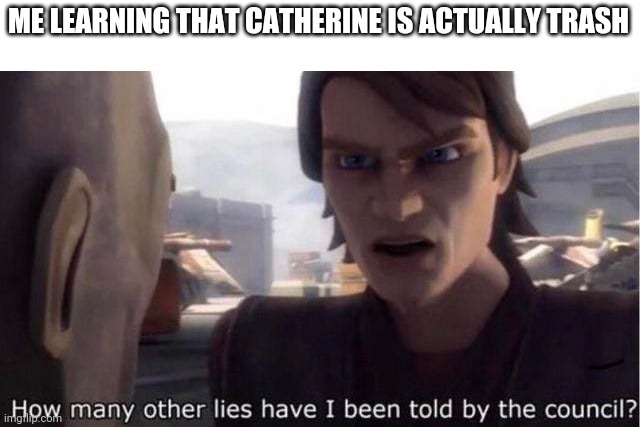 ME LEARNING THAT CATHERINE IS ACTUALLY TRASH
How many other lies have I been told by the council?
imgflip.com